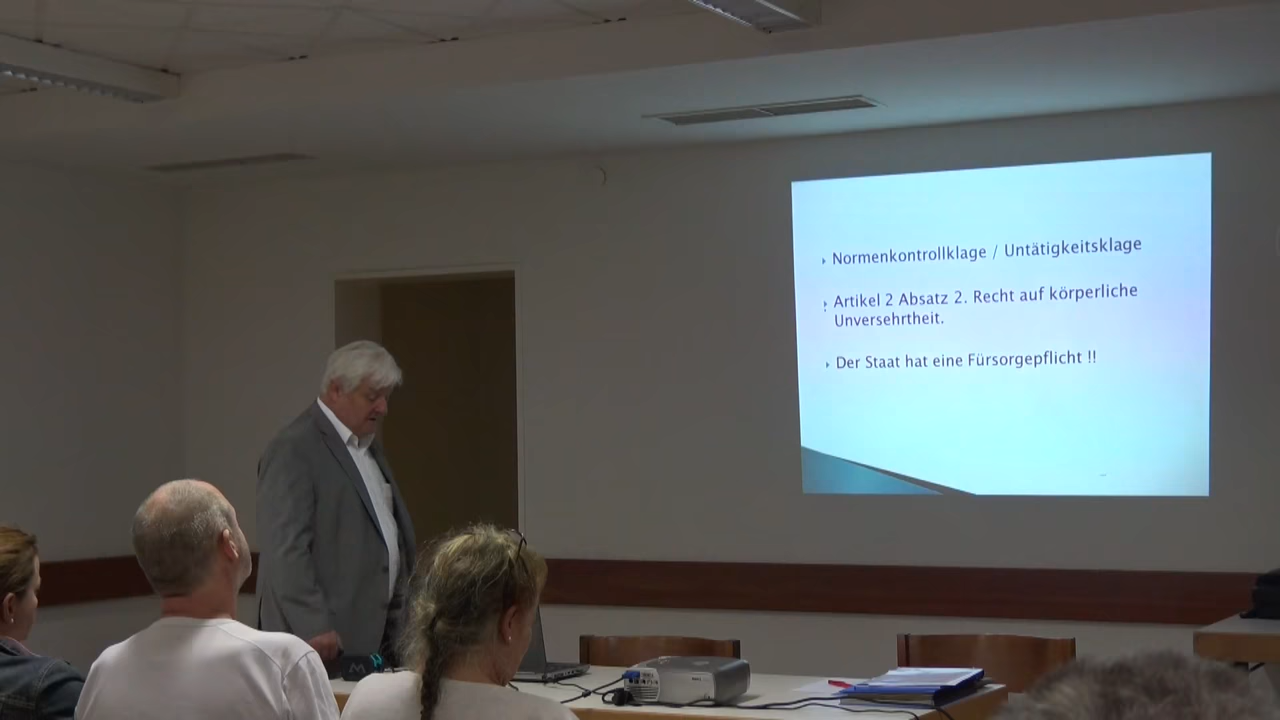 Normenkontrollklage / Untätigkeitsklage
Artikel 2 Absatz 2. Recht auf körperliche
Unversehrtheit.
Der Staat hat eine Fürsorgepflicht !!